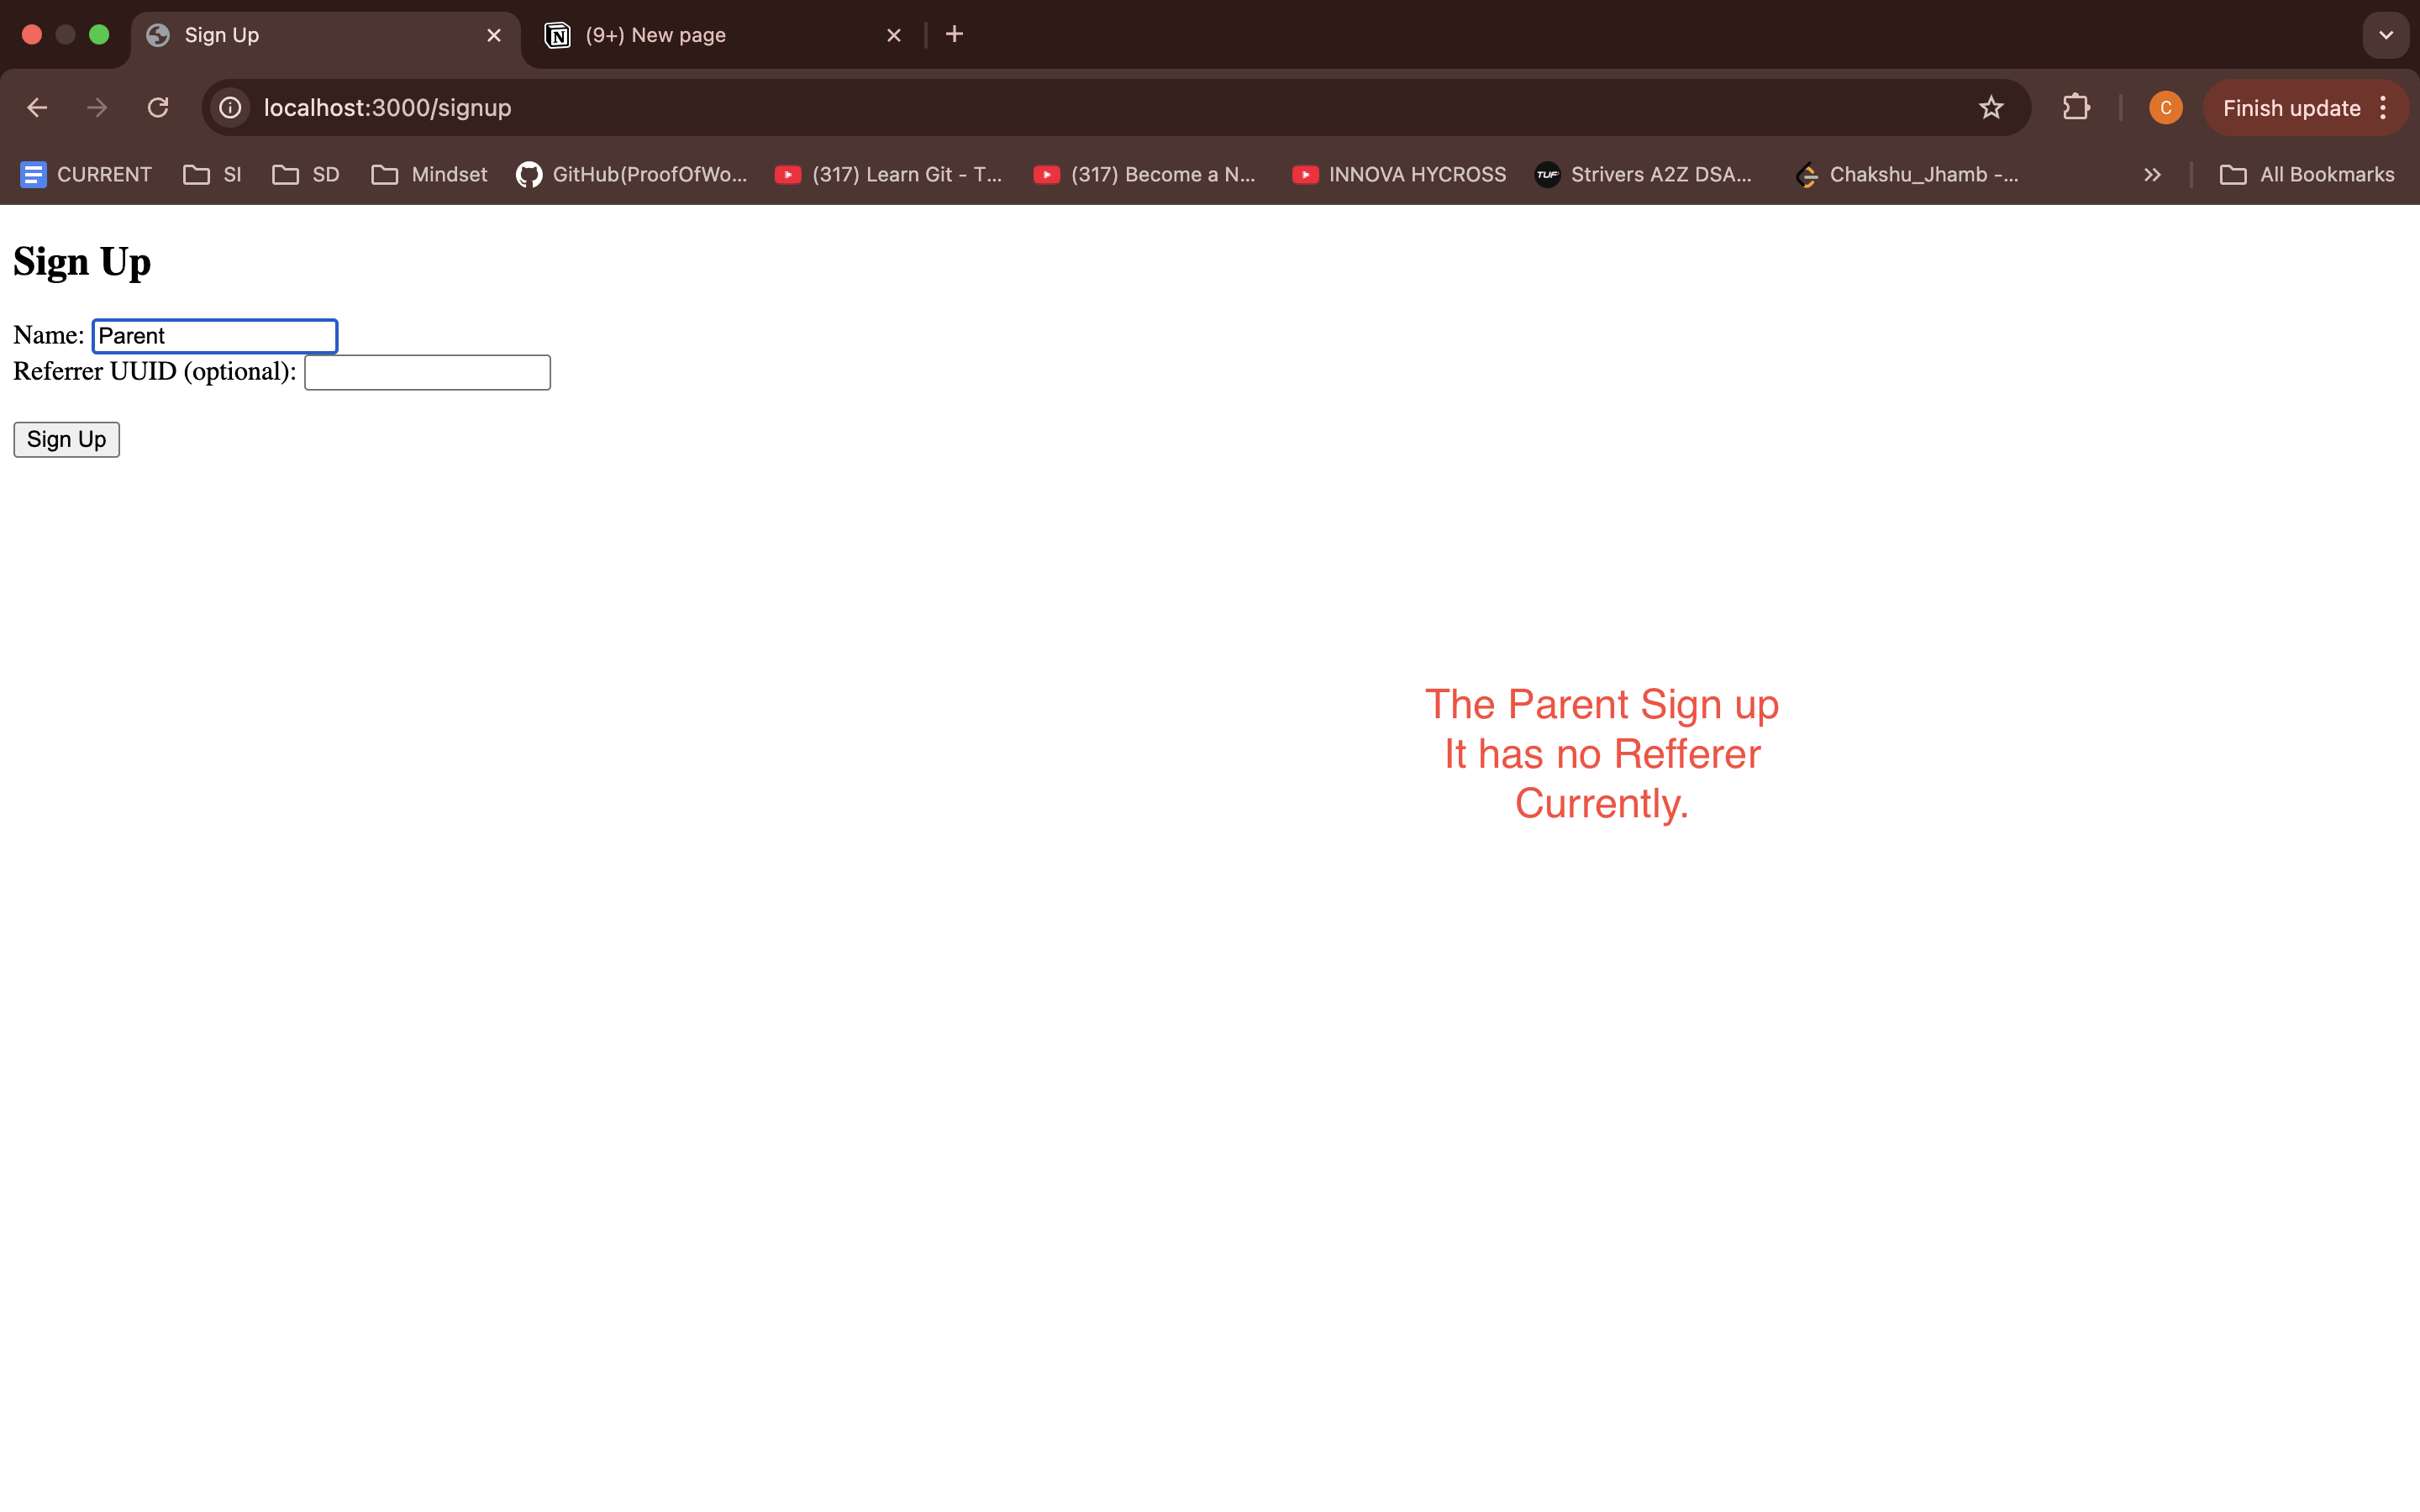 Sign Up
(9+) New page
localhost:3000/signup
C
Finish update
CURRENT
SI
SD
Mindset
GitHub(ProofOfWo...
(317) Learn Git - T...
(317) Become a N...
INNOVA HYCROSS
TUF
Strivers A2Z DSA...
Chakshu_Jhamb -...
All Bookmarks
Sign Up
Name: Parent
Referrer UUID (optional):
Sign Up
The Parent Sign up
It has no Refferer
Currently.